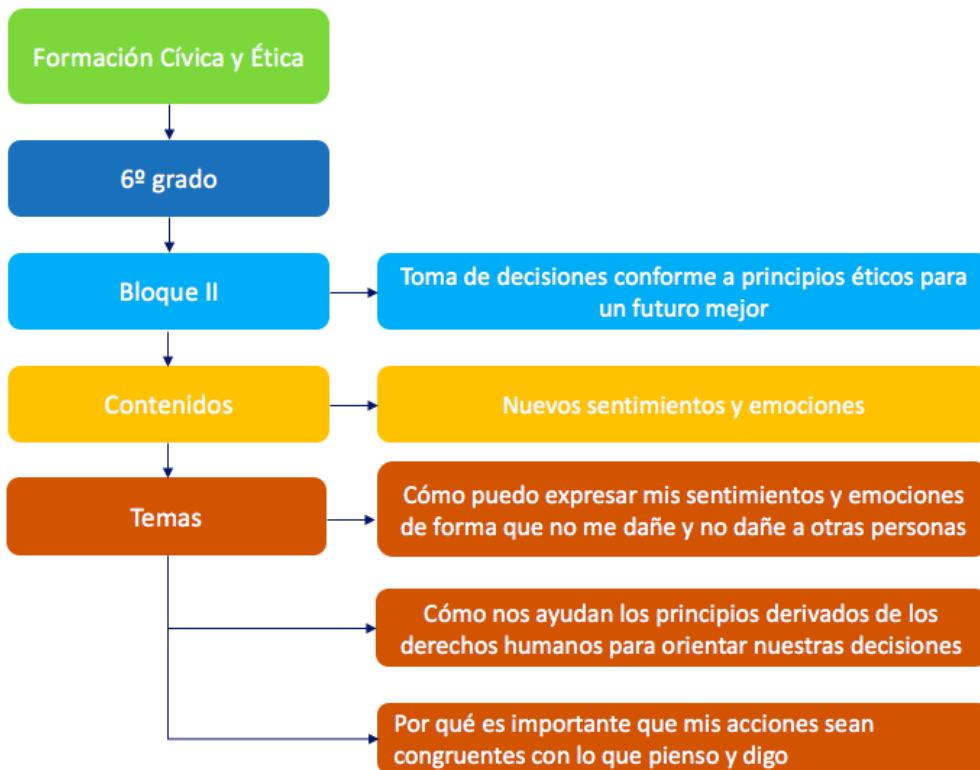 Formación Cívica y Ética
6º grado
Bloque II
Toma de decisiones conforme a principios éticos para
un futuro mejor
Contenidos
Nuevos sentimientos y emociones
Temas
Cómo puedo expresar mis sentimientos y emociones
de forma que no me dañe y no dañe a otras personas
Cómo nos ayudan los principios derivados de los
derechos humanos para orientar nuestras decisiones
Por qué es importante que mis acciones sean
congruentes con lo que pienso y digo